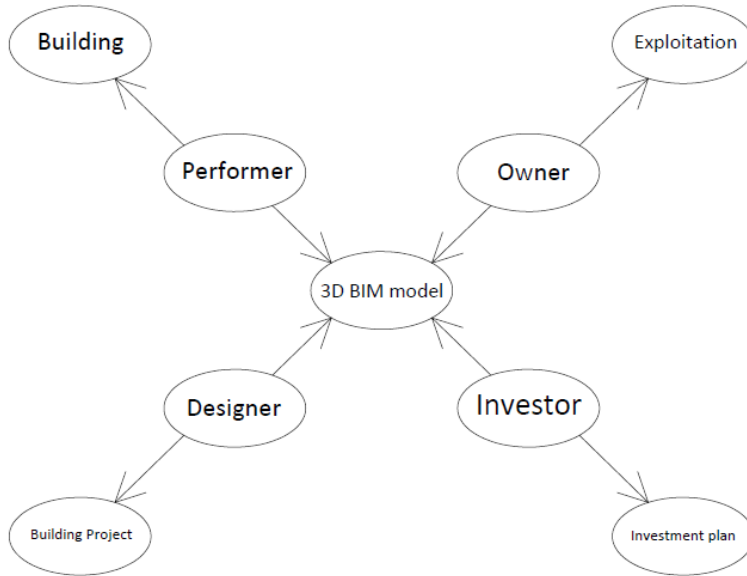 Building
Exploitation
Performer
Owner
3D BIM model
Designer
Investor
Building Project
Investment plan